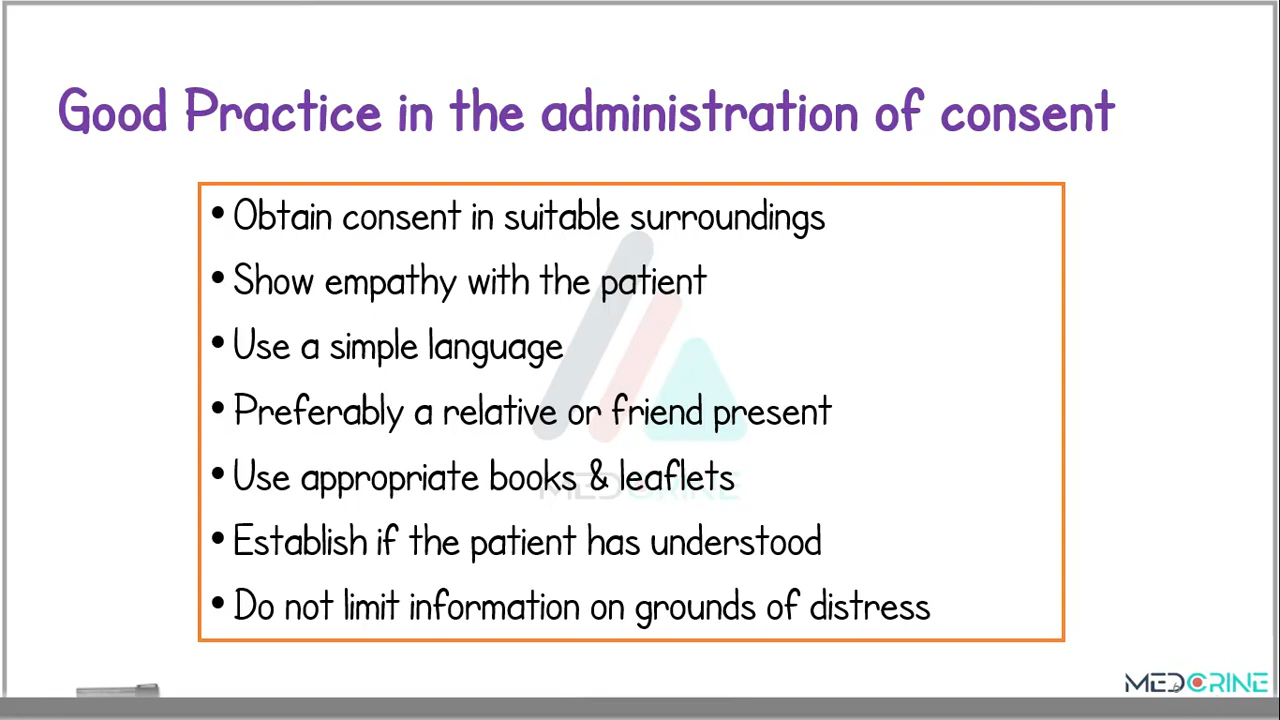 Good Practice in the administration of consent
• Obtain consent in suitable surroundings
• Show empathy with the patient
• Use a simple language
• Preferably a relative or friend present
• Use appropriate books & leaflets
• Establish if the patient has understood
• Do not limit information on grounds of distress
MEDCRINE
MEDCRINE